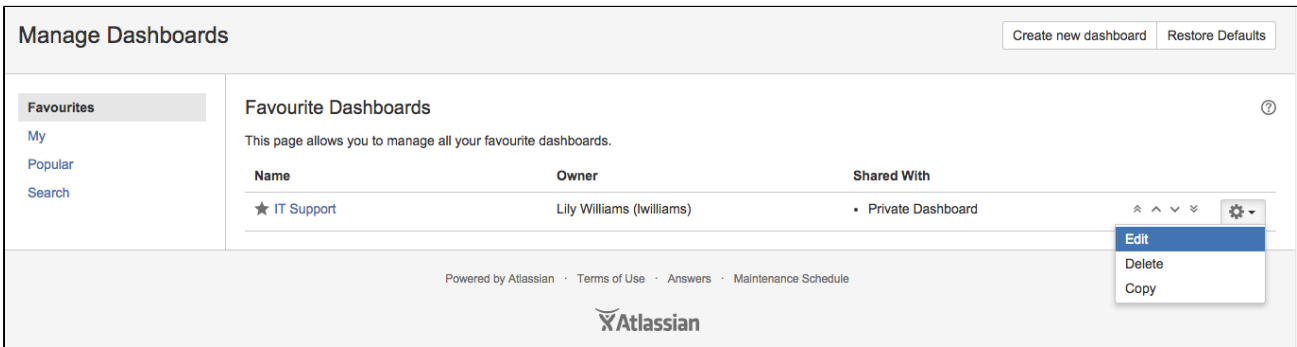 Manage Dashboards
Create new dashboard Restore Defaults
Favourites
My
Popular
Search
Favourite Dashboards
This page allows you to manage all your favourite dashboards.
Name Owner Shared With
IT Support Lily Williams (lwilliams) • Private Dashboard
Edit
Delete
Copy
Powered by Atlassian · Terms of Use · Answers · Maintenance Schedule
Atlassian